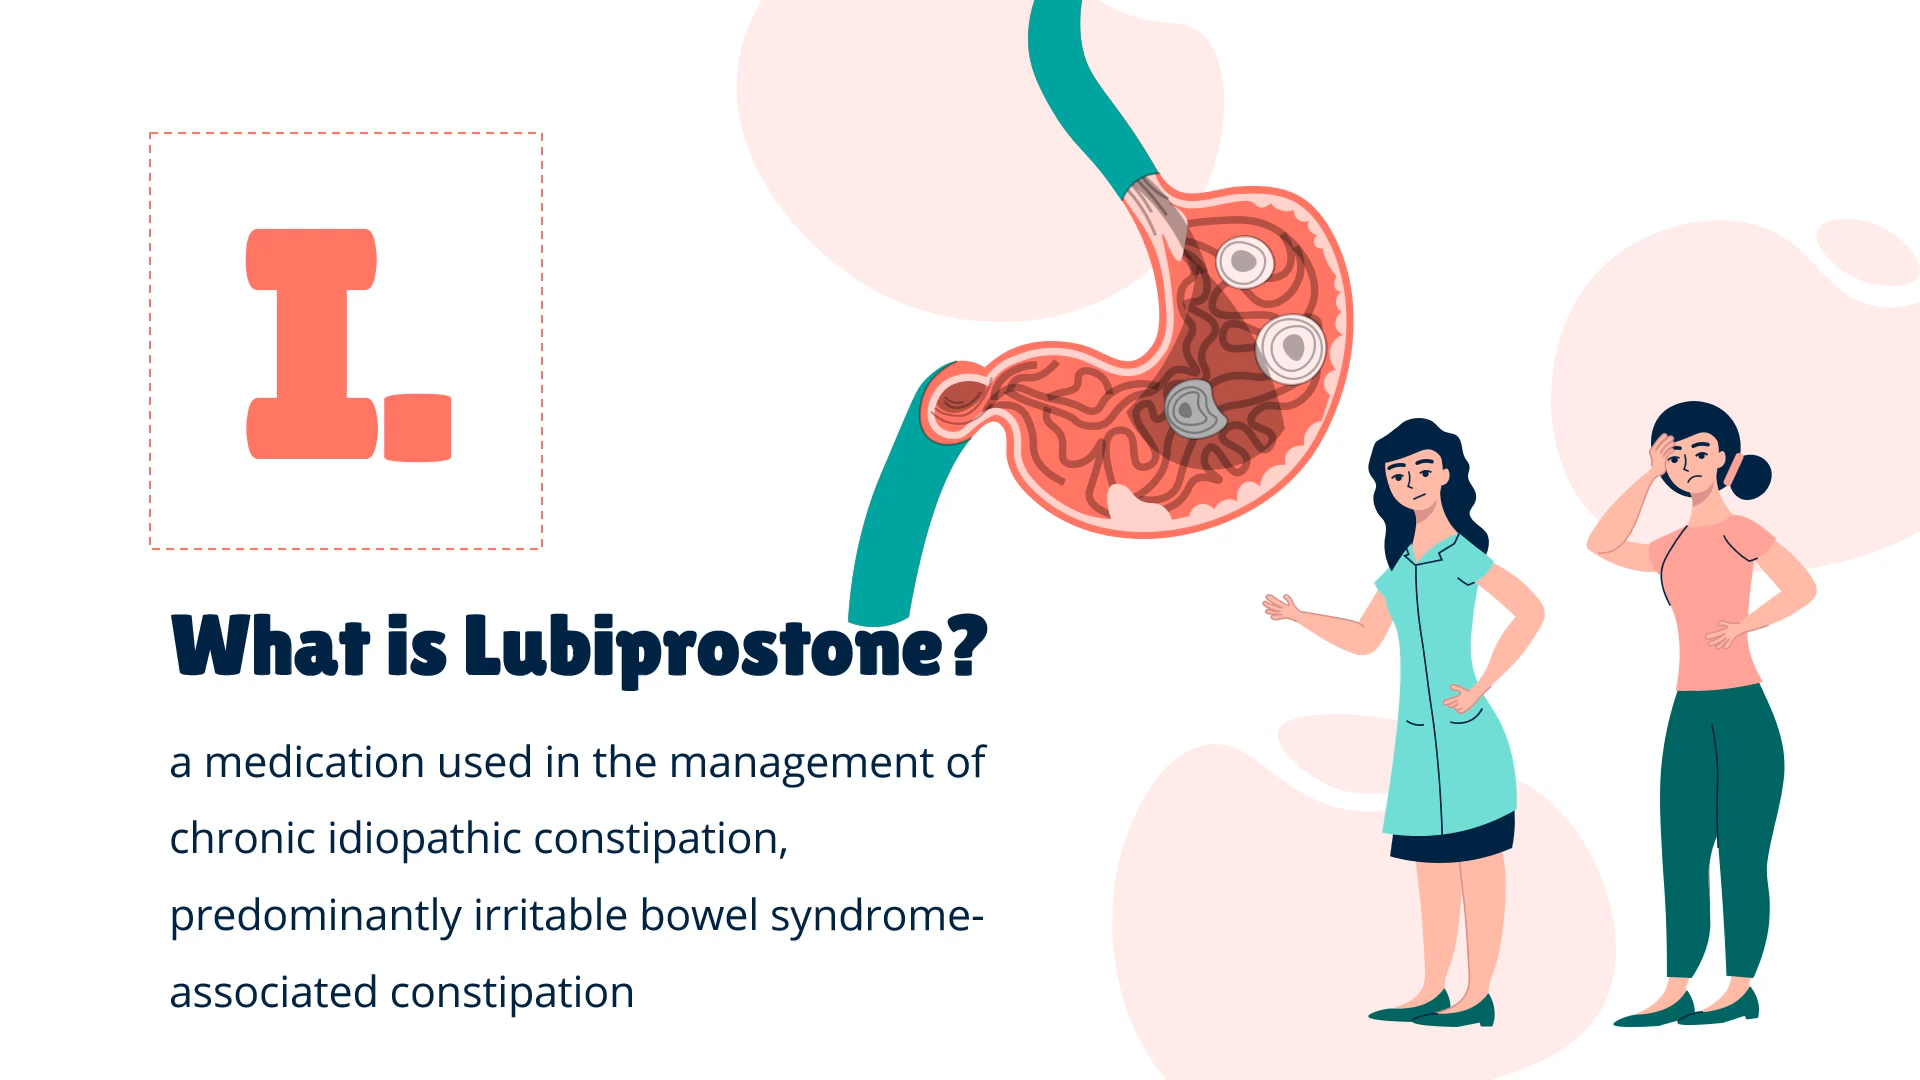 I.
What is Lubiprostone?
a medication used in the management of
chronic idiopathic constipation,
predominantly irritable bowel syndrome-
associated constipation